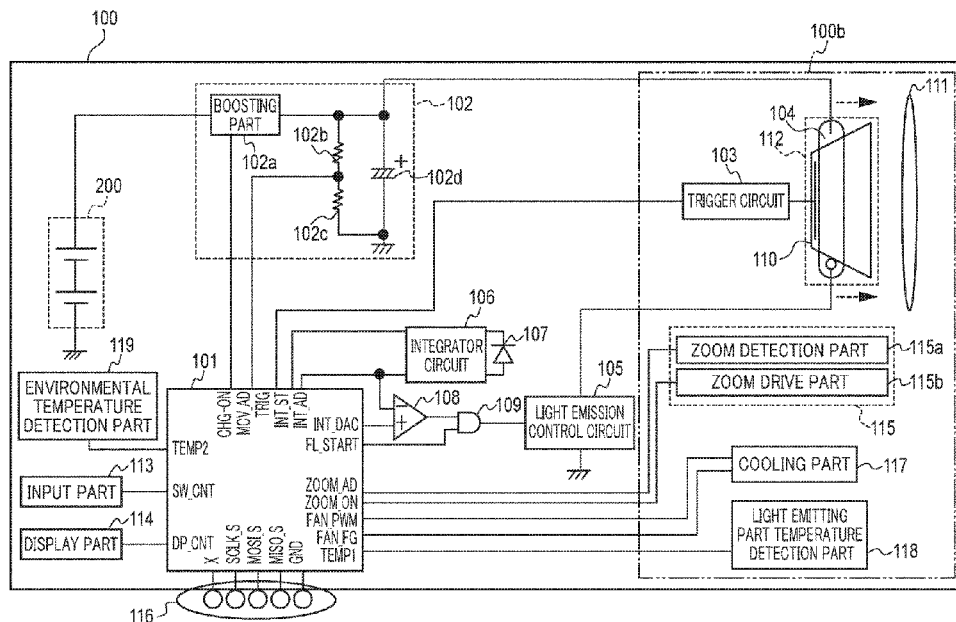 100
100b
BOOSTING
PART
102
102a
102b
102c
102d
104
111
112
103
TRIGGER CIRCUIT
110
200
119
ENVIRONMENTAL
TEMPERATURE
DETECTION PART
101
106
INTEGRATOR
CIRCUIT
107
105
LIGHT EMISSION
CONTROL CIRCUIT
108
109
ZOOM DETECTION PART
115a
ZOOM DRIVE PART
115b
115
CHG-ON
MCV_AD
TRIG
INT_ST
INT_AD
INT_DAC
FL_START
TEMP2
113
INPUT PART
SW_CNT
114
DISPLAY PART
DP_CNT
ZOOM_AD
ZOOM_ON
FAN_PWM
FAN_FG
TEMP1
COOLING PART
117
LIGHT EMITTING
PART TEMPERATURE
DETECTION PART
118
X
SCLK_S
MOSI_S
MISO_S
GND
116